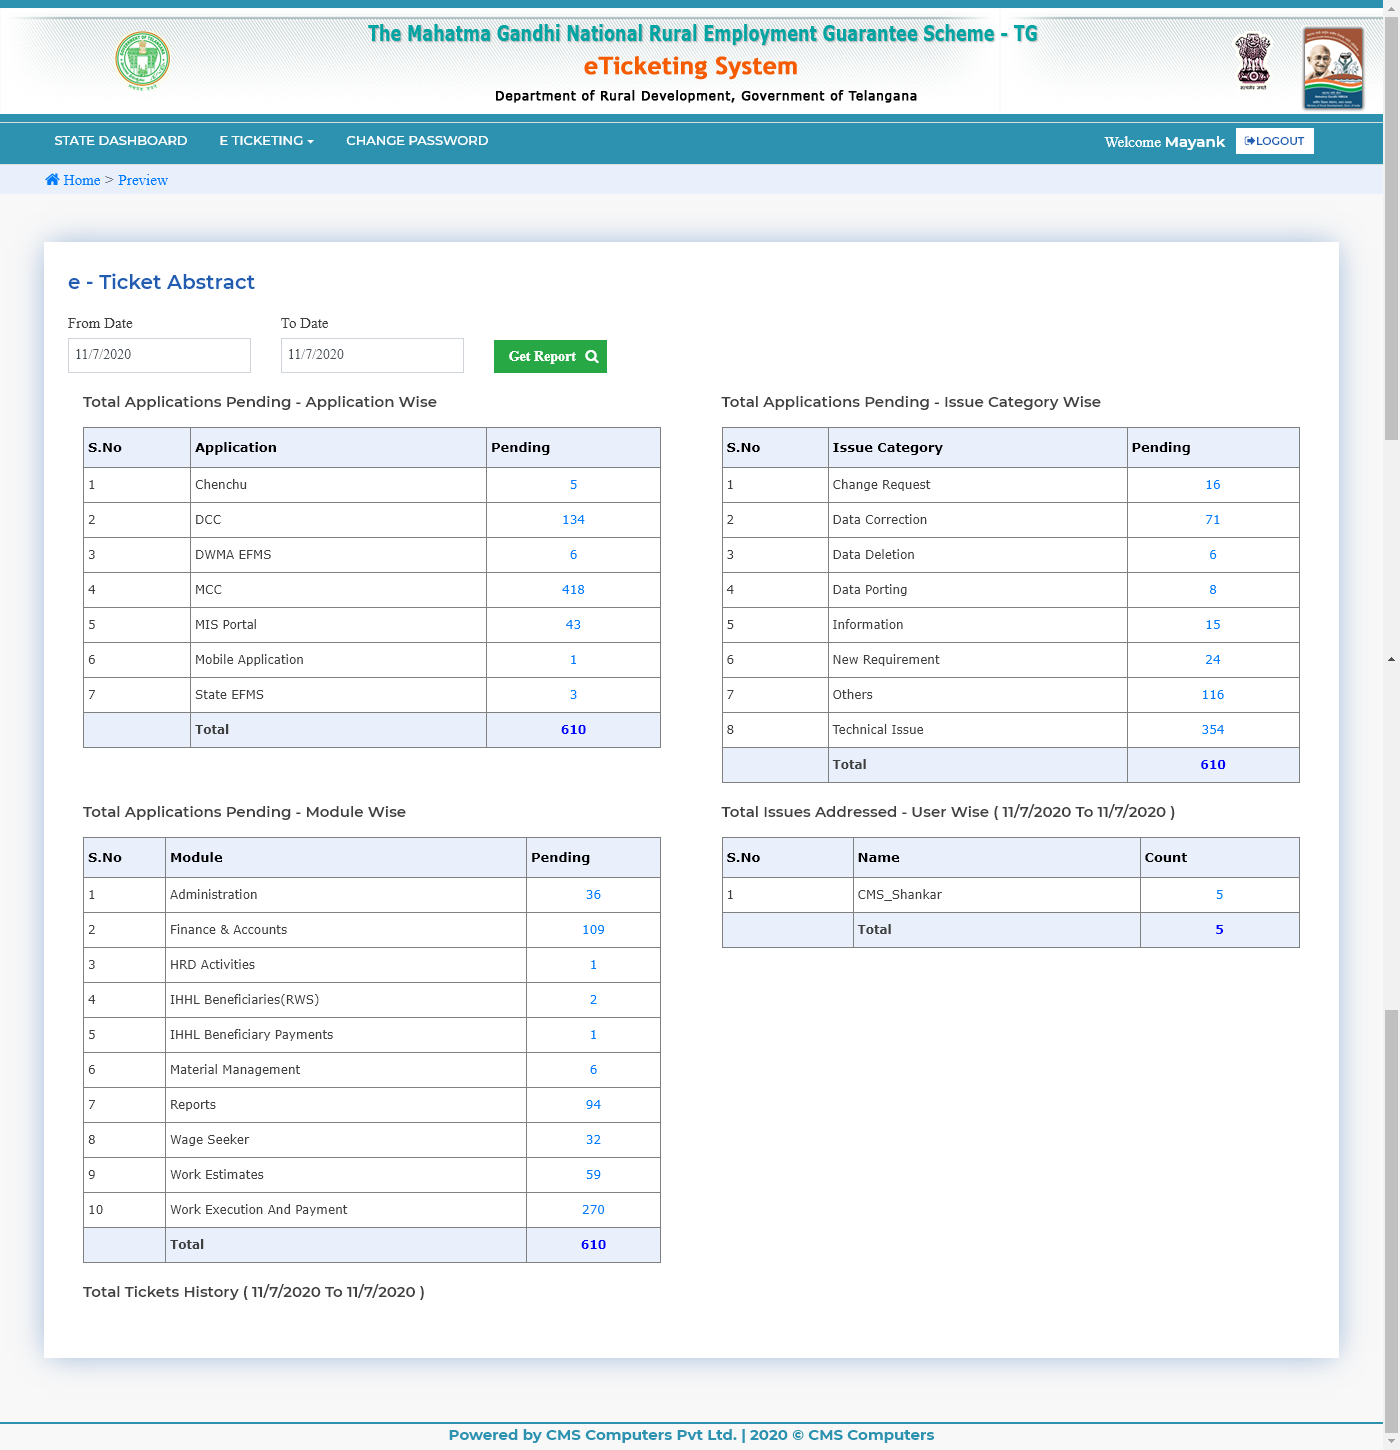 The Mahatma Gandhi National Rural Employment Guarantee Scheme - TG
eTicketing System
Department of Rural Development, Government of Telangana
सत्यमेव जयते
STATE DASHBOARD E TICKETING CHANGE PASSWORD Welcome Mayank LOGOUT
Home > Preview
e - Ticket Abstract
From Date To Date
11/7/2020 11/7/2020 Get Report
Total Applications Pending - Application Wise
S.No Application Pending
1 Chenchu 5
2 DCC 134
3 DWMA EFMS 6
4 MCC 418
5 MIS Portal 43
6 Mobile Application 1
7 State EFMS 3
Total 610
Total Applications Pending - Issue Category Wise
S.No Issue Category Pending
1 Change Request 16
2 Data Correction 71
3 Data Deletion 6
4 Data Porting 8
5 Information 15
6 New Requirement 24
7 Others 116
8 Technical Issue 354
Total 610
Total Applications Pending - Module Wise
S.No Module Pending
1 Administration 36
2 Finance & Accounts 109
3 HRD Activities 1
4 IHHL Beneficiaries(RWS) 2
5 IHHL Beneficiary Payments 1
6 Material Management 6
7 Reports 94
8 Wage Seeker 32
9 Work Estimates 59
10 Work Execution And Payment 270
Total 610
Total Issues Addressed - User Wise ( 11/7/2020 To 11/7/2020 )
S.No Name Count
1 CMS_Shankar 5
Total 5
Total Tickets History ( 11/7/2020 To 11/7/2020 )
Powered by CMS Computers Pvt Ltd. | 2020 © CMS Computers